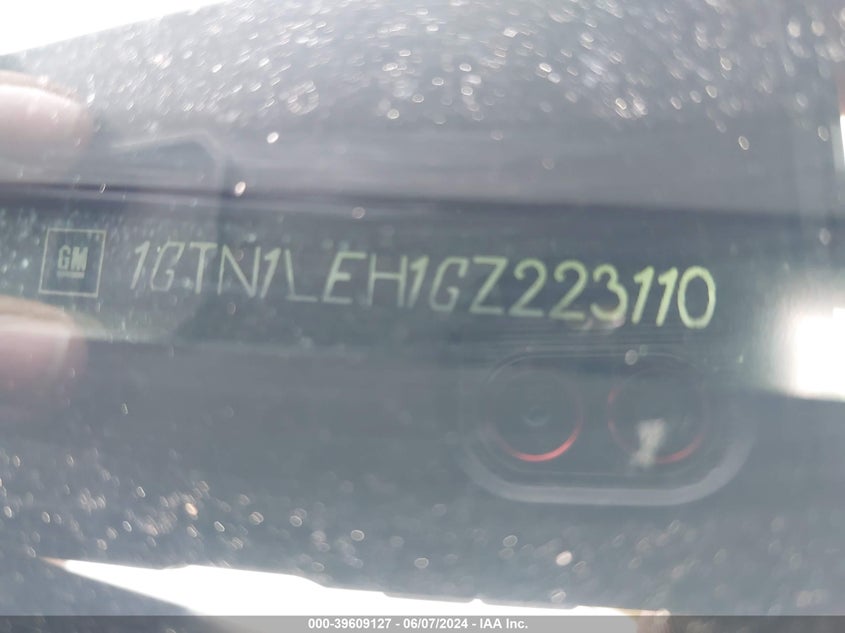 GM 1GTN1LEH1GZ223110
000-39609127 - 06/07/2024 - IAA Inc.